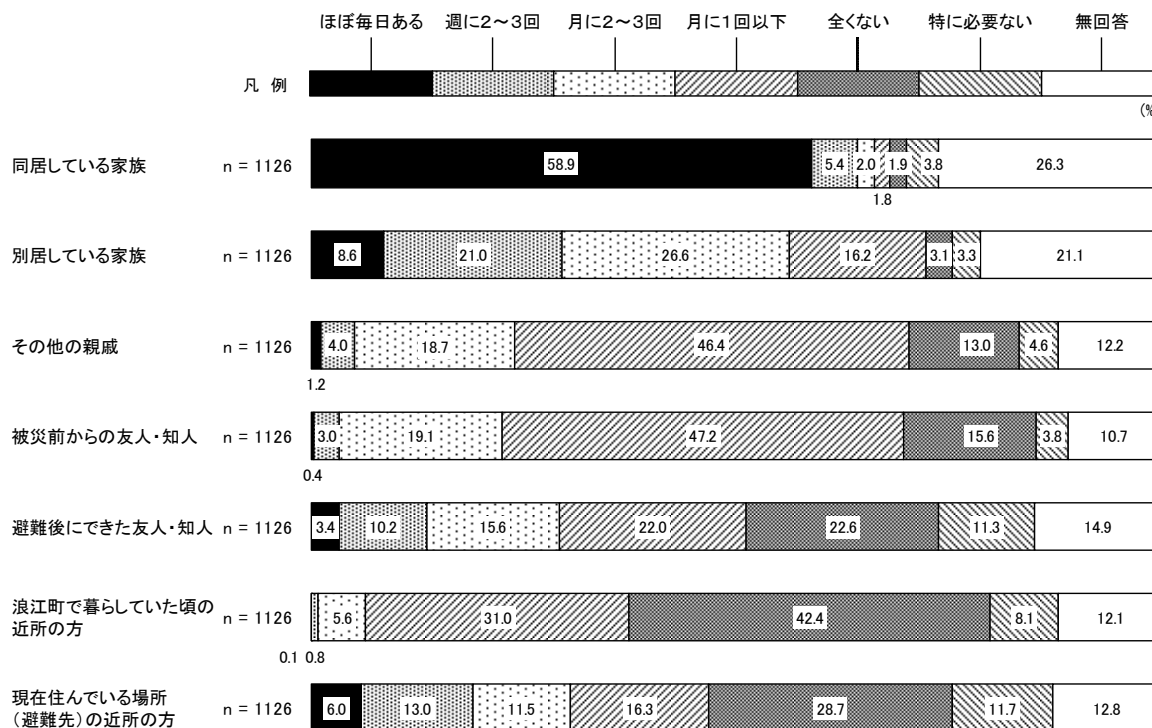 ほぼ毎日ある 週に2～3回 月に2～3回 月に1回以下 全くない 特に必要ない 無回答
凡 例
(%
同居している家族 n = 1126 58.9 5.4 2.0 1.9 3.8 26.3
1.8
別居している家族 n = 1126 8.6 21.0 26.6 16.2 3.1 3.3 21.1
その他の親戚 n = 1126 4.0 18.7 46.4 13.0 4.6 12.2
1.2
被災前からの友人・知人 n = 1126 3.0 19.1 47.2 15.6 3.8 10.7
0.4
避難後にできた友人・知人 n = 1126 3.4 10.2 15.6 22.0 22.6 11.3 14.9
浪江町で暮らしていた頃の
近所の方 n = 1126 5.6 31.0 42.4 8.1 12.1
0.1 0.8
現在住んでいる場所
（避難先）の近所の方 n = 1126 6.0 13.0 11.5 16.3 28.7 11.7 12.8